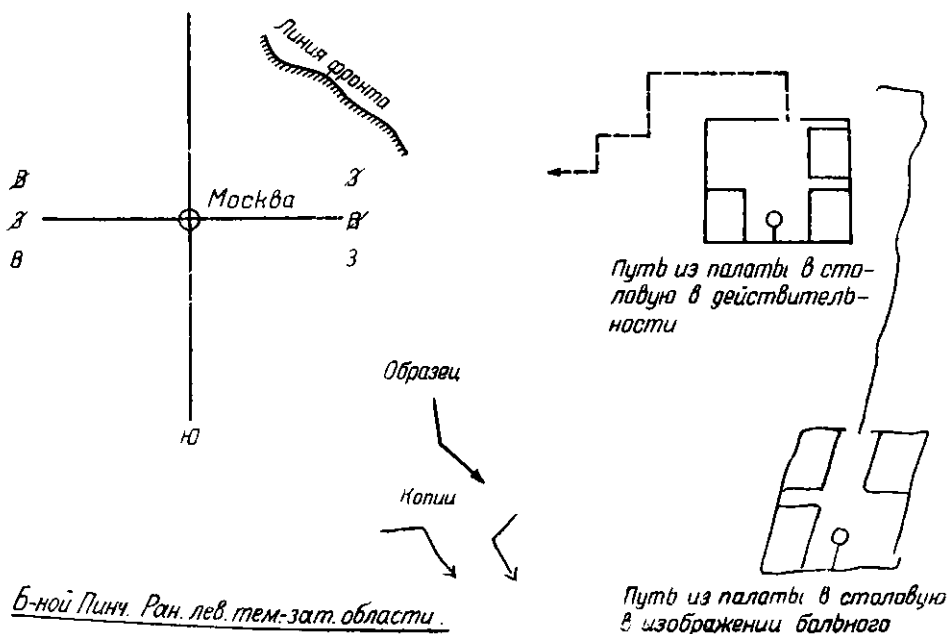 Линия фронта
В З
Москва
З В
В З
Ю
Путь из палаты в сто-
ловую в действитель-
ности
Образец
Копии
Б-ной Пинч. Ран. лев. тем.-зат. области.
Путь из палаты в столовую
в изображении больного